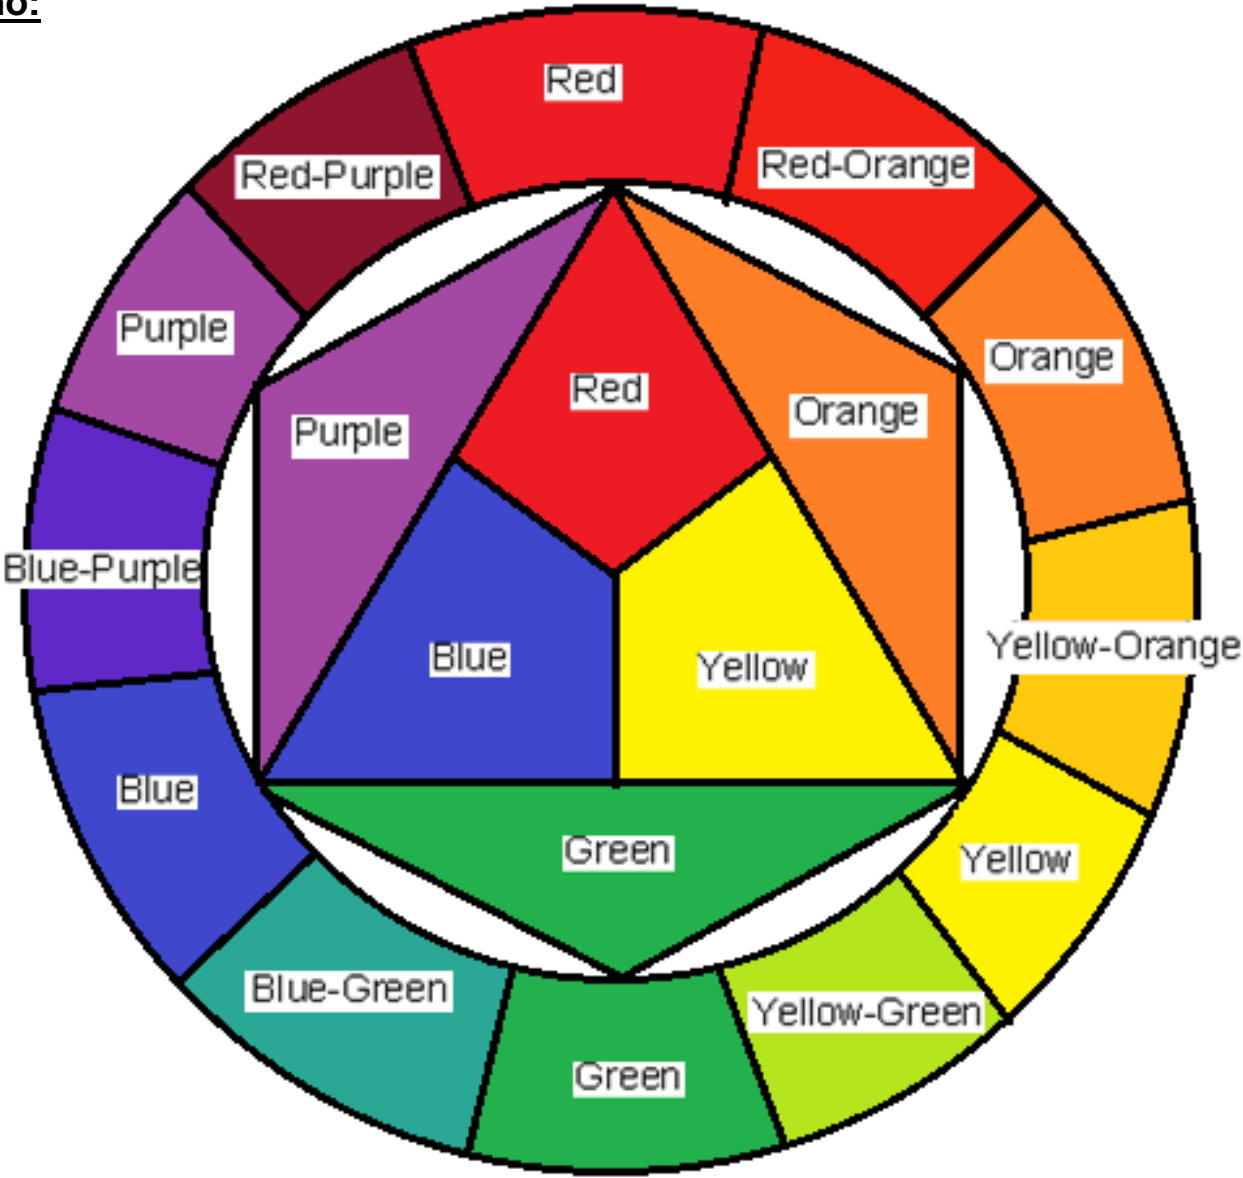 Red
Red-Orange
Red-Purple
Purple
Orange
Red
Orange
Purple
Blue-Purple
Yellow-Orange
Blue
Yellow
Blue
Yellow
Green
Blue-Green
Yellow-Green
Green